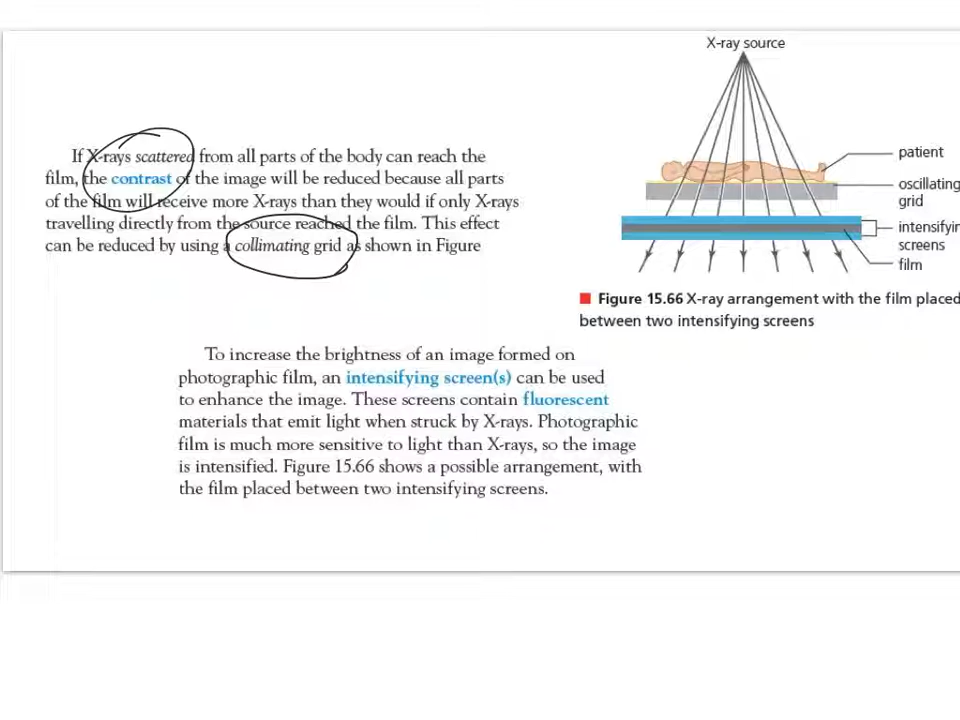 If X-rays scattered from all parts of the body can reach the
film, the contrast of the image will be reduced because all parts
of the film will receive more X-rays than they would if only X-rays
travelling directly from the source reached the film. This effect
can be reduced by using a collimating grid as shown in Figure
X-ray source
patient
oscillating
grid
intensifyin
screens
film
Figure 15.66 X-ray arrangement with the film placed
between two intensifying screens
To increase the brightness of an image formed on
photographic film, an intensifying screen(s) can be used
to enhance the image. These screens contain fluorescent
materials that emit light when struck by X-rays. Photographic
film is much more sensitive to light than X-rays, so the image
is intensified. Figure 15.66 shows a possible arrangement, with
the film placed between two intensifying screens.